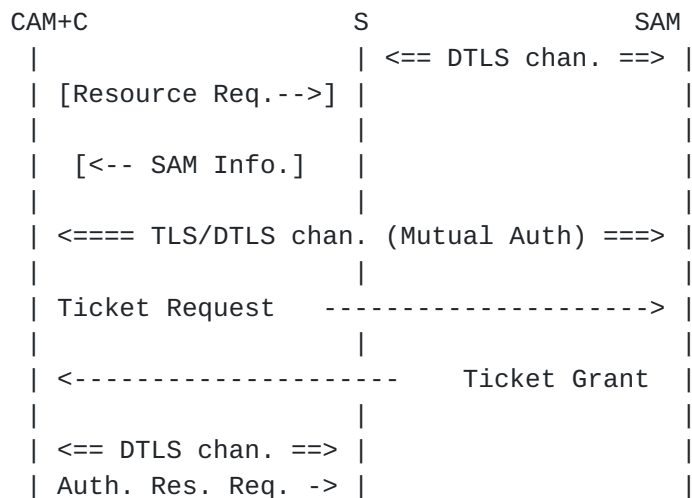 CAM+C                   S                   SAM
 |                      | <== DTLS chan. ==> |
 | [Resource Req.-->]   |                    |
 |                      |                    |
 |  [<-- SAM Info.]     |                    |
 |                      |                    |
 | <==== TLS/DTLS chan. (Mutual Auth) ===> |
 |                      |                    |
 | Ticket Request   ---------------------> |
 |                      |                    |
 | <---------------------    Ticket Grant  |
 |                      |                    |
 | <== DTLS chan. ==>   |                    |
 | Auth. Res. Req. ->   |                    |